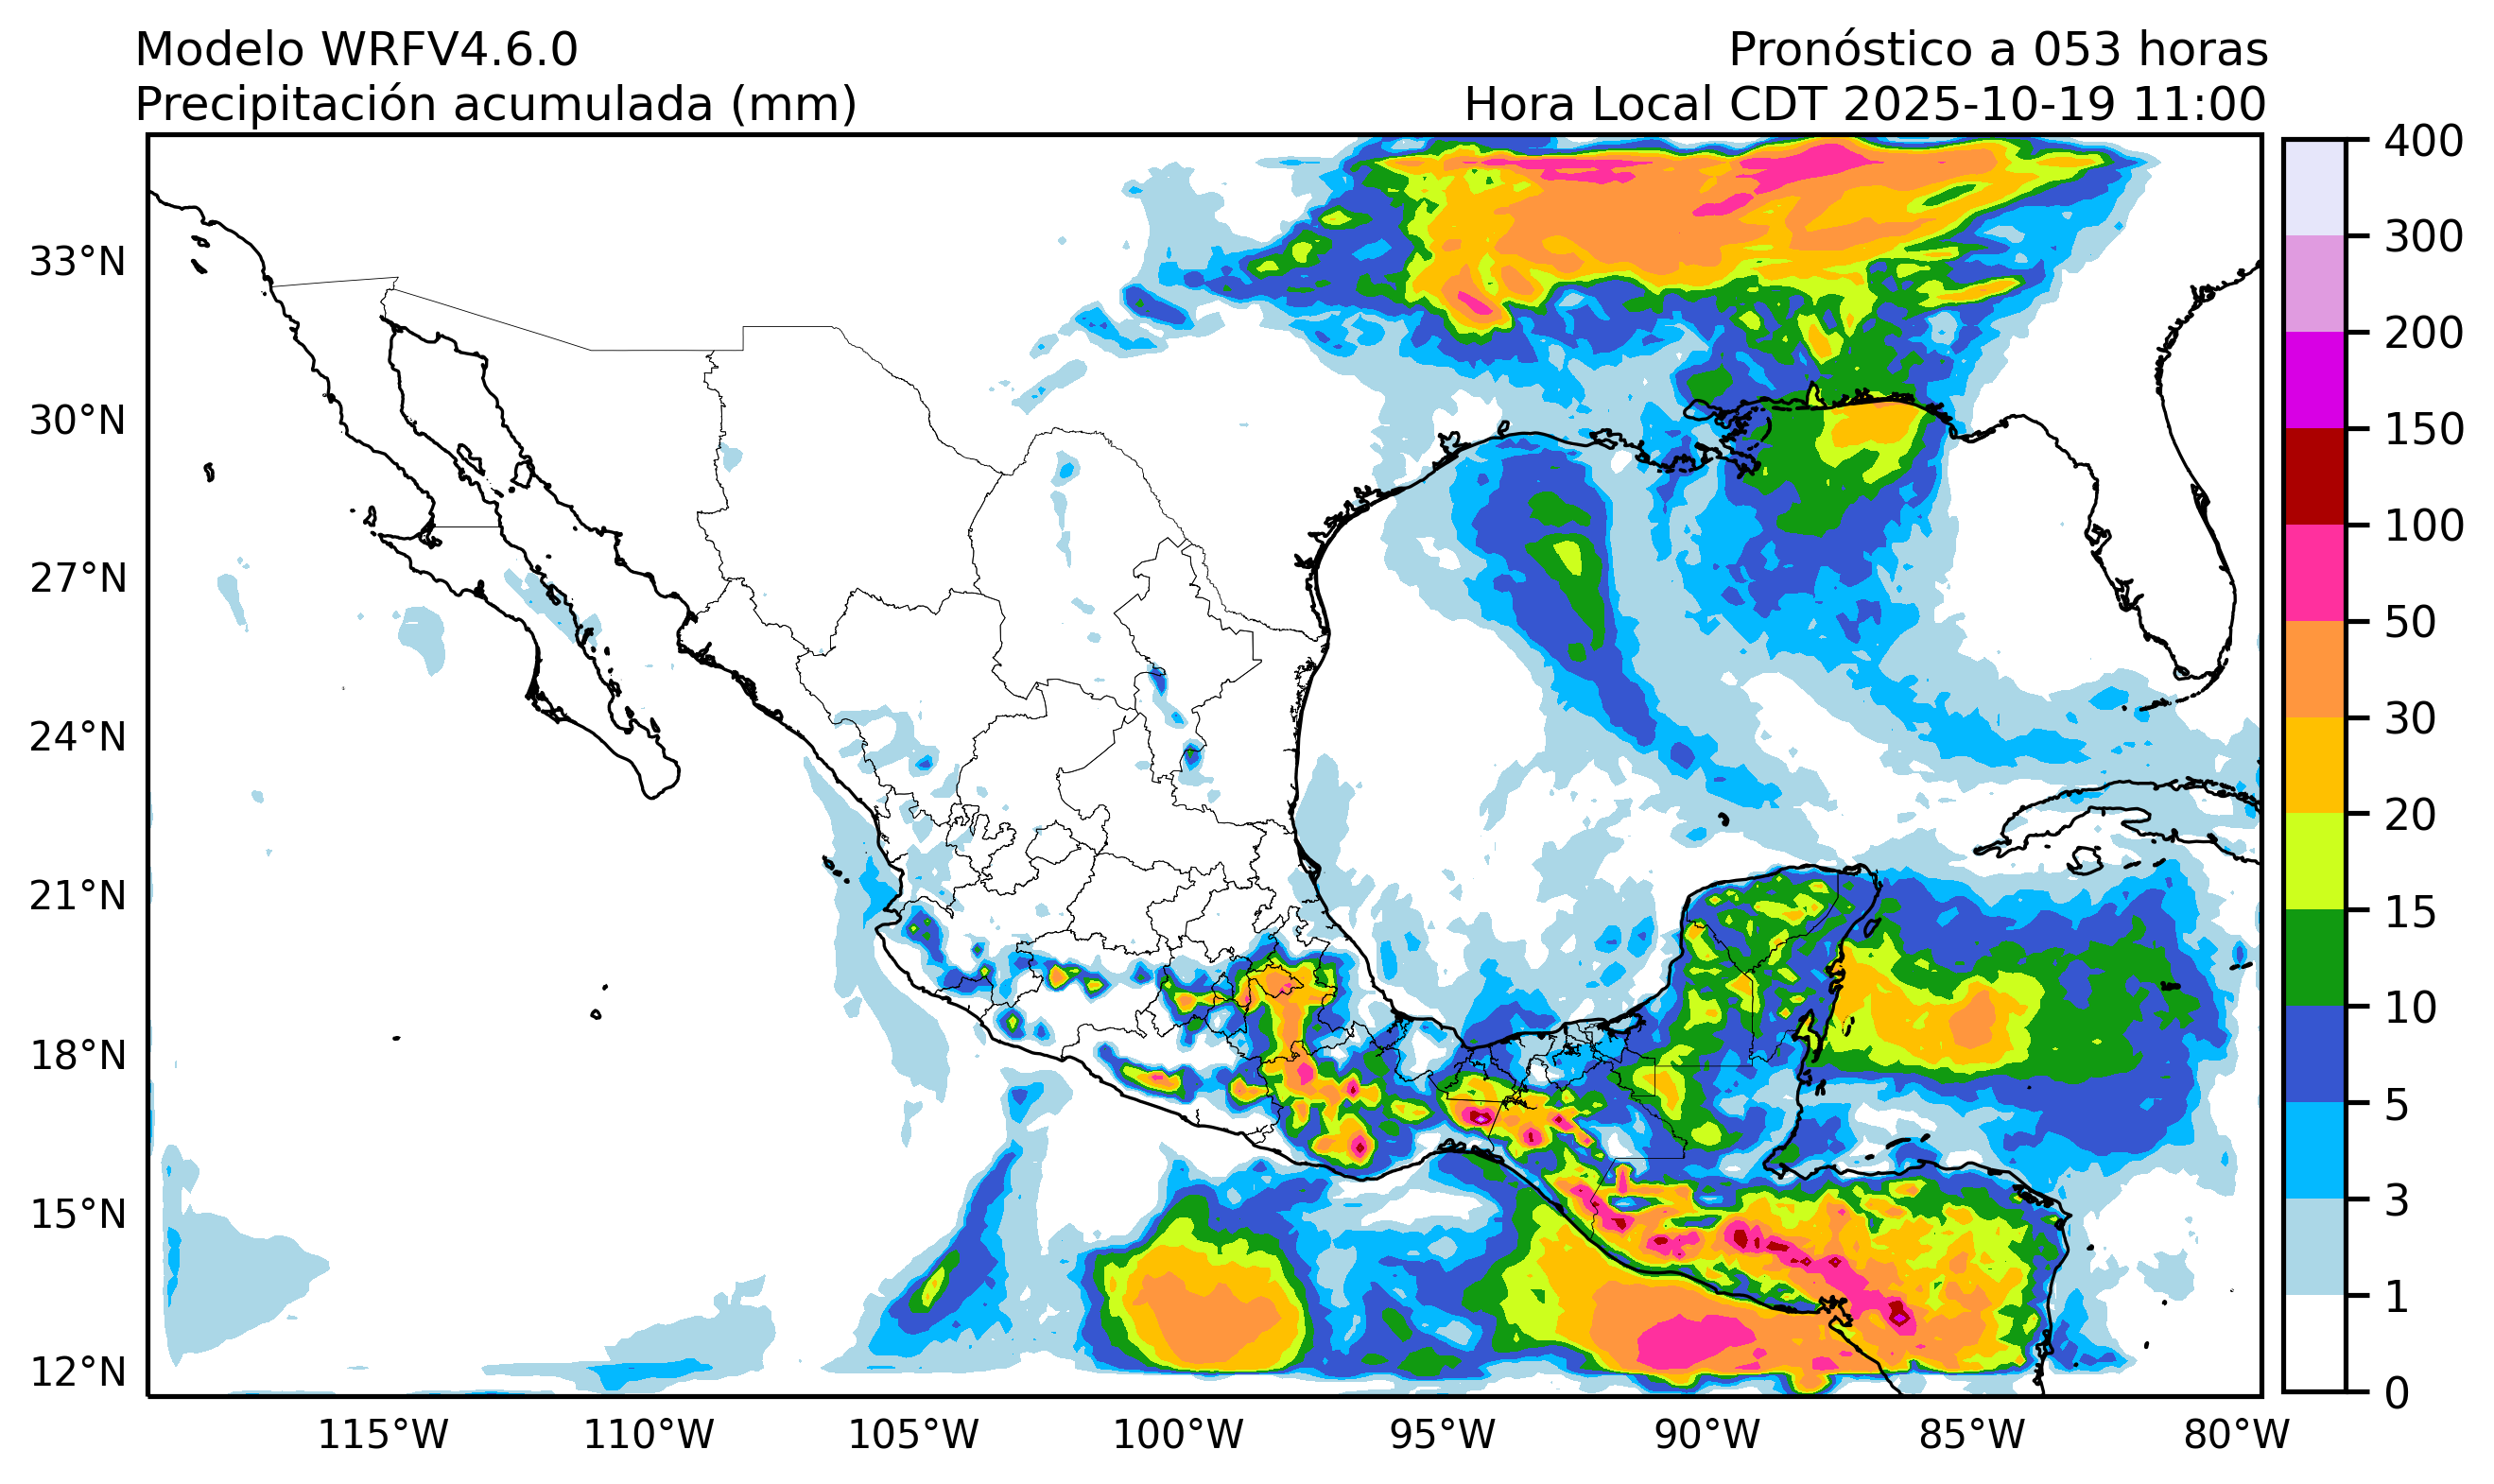 Modelo WRFV4.6.0
Pronóstico a 053 horas
Precipitación acumulada (mm)
Hora Local CDT 2025-10-19 11:00
33°N
30°N
27°N
24°N
21°N
18°N
15°N
12°N
115°W
110°W
105°W
100°W
95°W
90°W
85°W
80°W
400
300
200
150
100
50
30
20
15
10
5
3
1
0